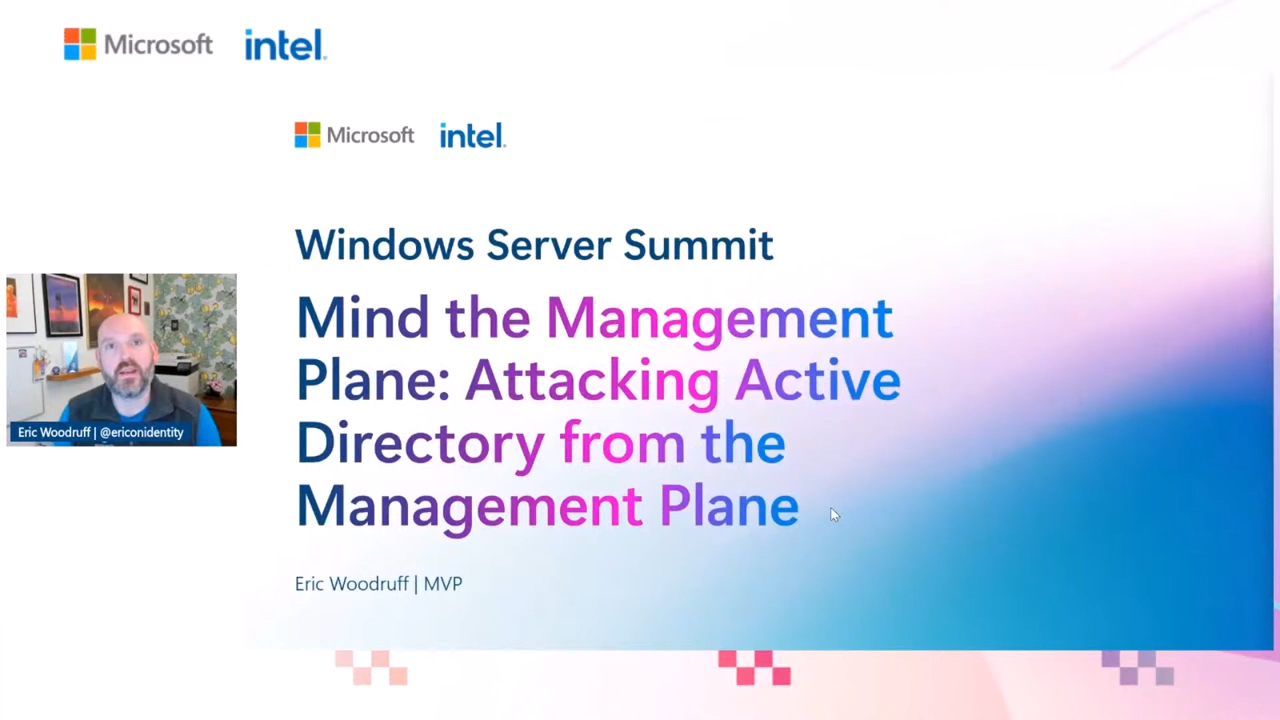 Microsoft intel.
Microsoft intel.
Windows Server Summit
Mind the Management
Plane: Attacking Active
Directory from the
Management Plane
Eric Woodruff | @ericonidentity
Eric Woodruff | MVP